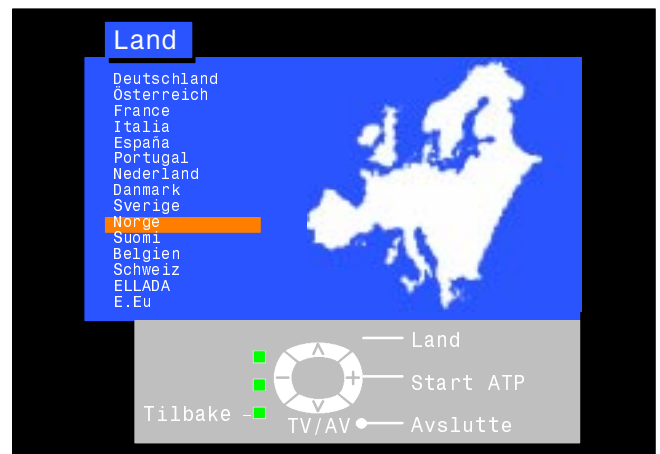 Land
Deutschland
Österreich
France
Italia
España
Portugal
Nederland
Danmark
Sverige
Norge
Suomi
Belgien
Schweiz
ELLADA
E.Eu
Land
Start ATP
Tilbake
TV/AV
Avslutte